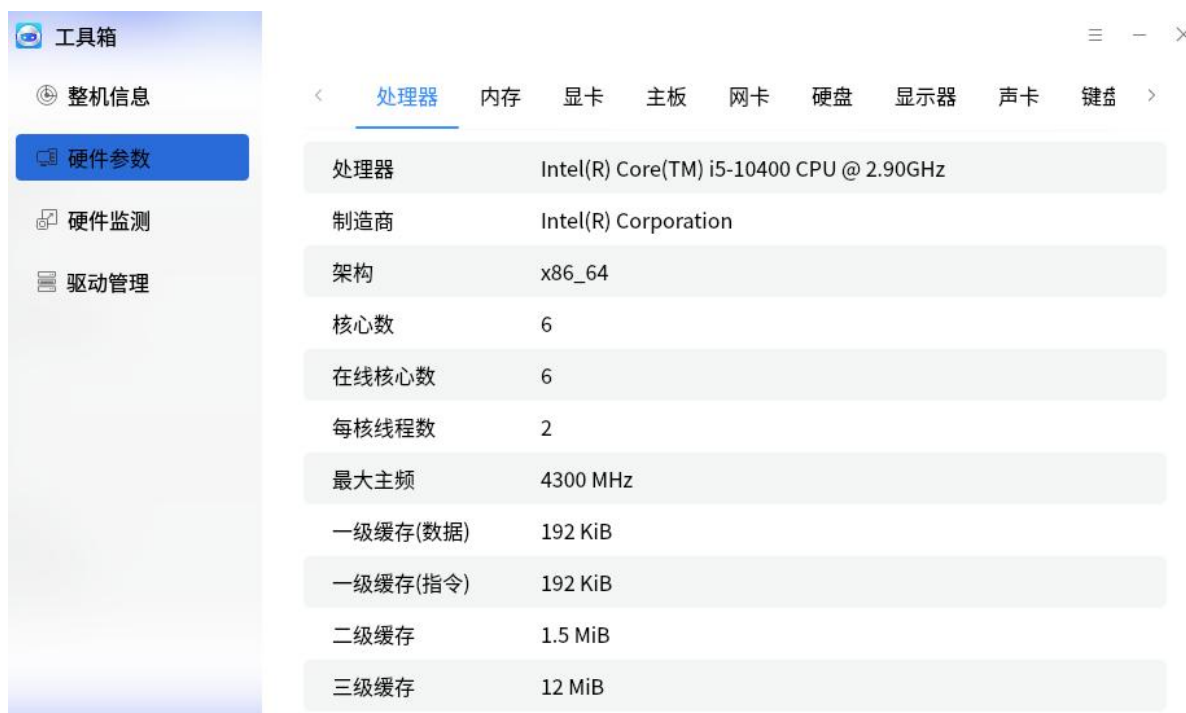 工具箱
整机信息
硬件参数
硬件监测
驱动管理
处理器 内存 显卡 主板 网卡 硬盘 显示器 声卡 键盘
处理器 Intel(R) Core(TM) i5-10400 CPU @ 2.90GHz
制造商 Intel(R) Corporation
架构 x86_64
核心数 6
在线核心数 6
每核线程数 2
最大主频 4300 MHz
一级缓存(数据) 192 KiB
一级缓存(指令) 192 KiB
二级缓存 1.5 MiB
三级缓存 12 MiB